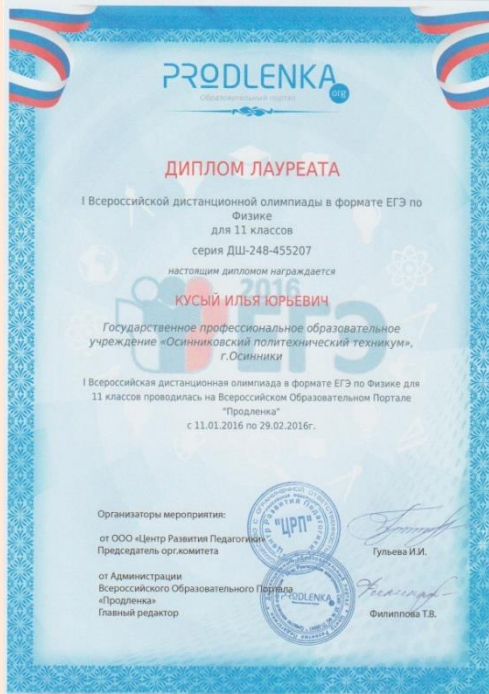 PRODLENKA.org
Образовательный портал
ДИПЛОМ ЛАУРЕАТА
I Всероссийской дистанционной олимпиады в формате ЕГЭ по
Физике
для 11 классов
серия ДШ-248-455207
настоящим дипломом награждается
2016
ЕГЭ
КУСЫЙ ИЛЬЯ ЮРЬЕВИЧ
Государственное профессиональное образовательное
учреждение «Осинниковский политехнический техникум»,
г.Осинники
I Всероссийская дистанционная олимпиада в формате ЕГЭ по Физике для
11 классов проводилась на Всероссийском Образовательном Портале
"Продленка"
с 11.01.2016 по 29.02.2016г.
Организаторы мероприятия:
от ООО «Центр Развития Педагогики»
Председатель орг.комитета
Гульева И.И.
"ЦРП"
от Администрации
Всероссийского Образовательного Портала
«Продленка»
Главный редактор
Филиппова Т.В.
PRODLENKA